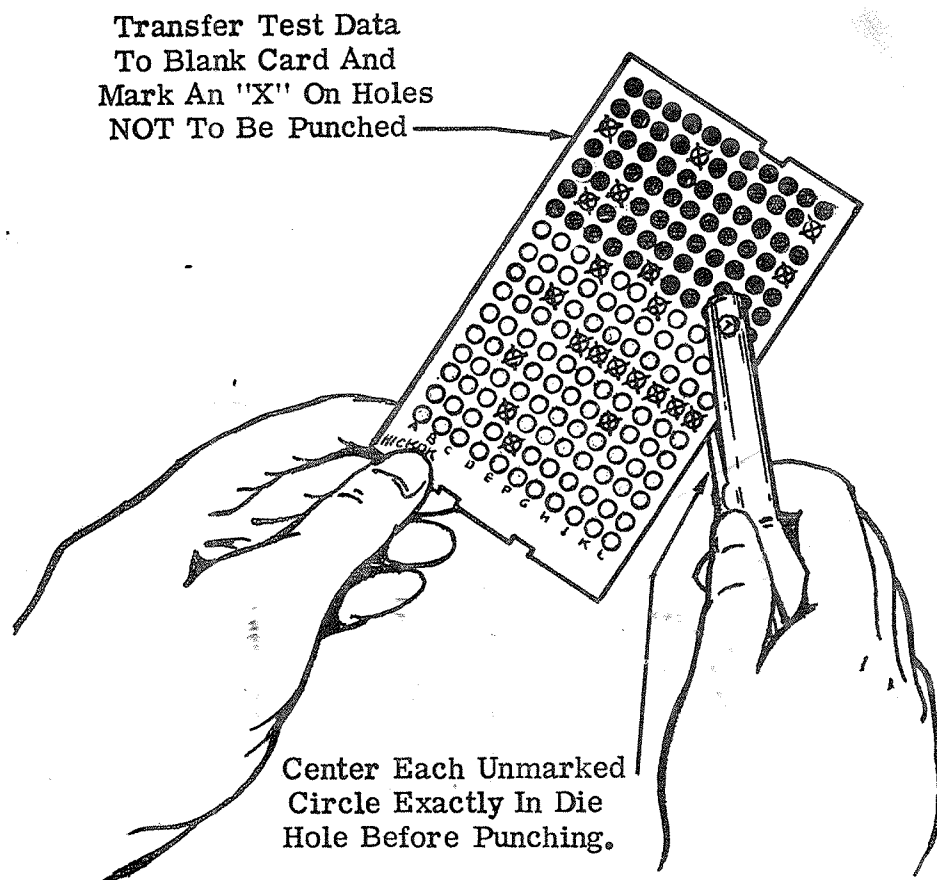 Transfer Test Data
To Blank Card And
Mark An "X" On Holes
NOT To Be Punched
A B C D E F G H J K L
HICKOK
Center Each Unmarked
Circle Exactly In Die
Hole Before Punching.